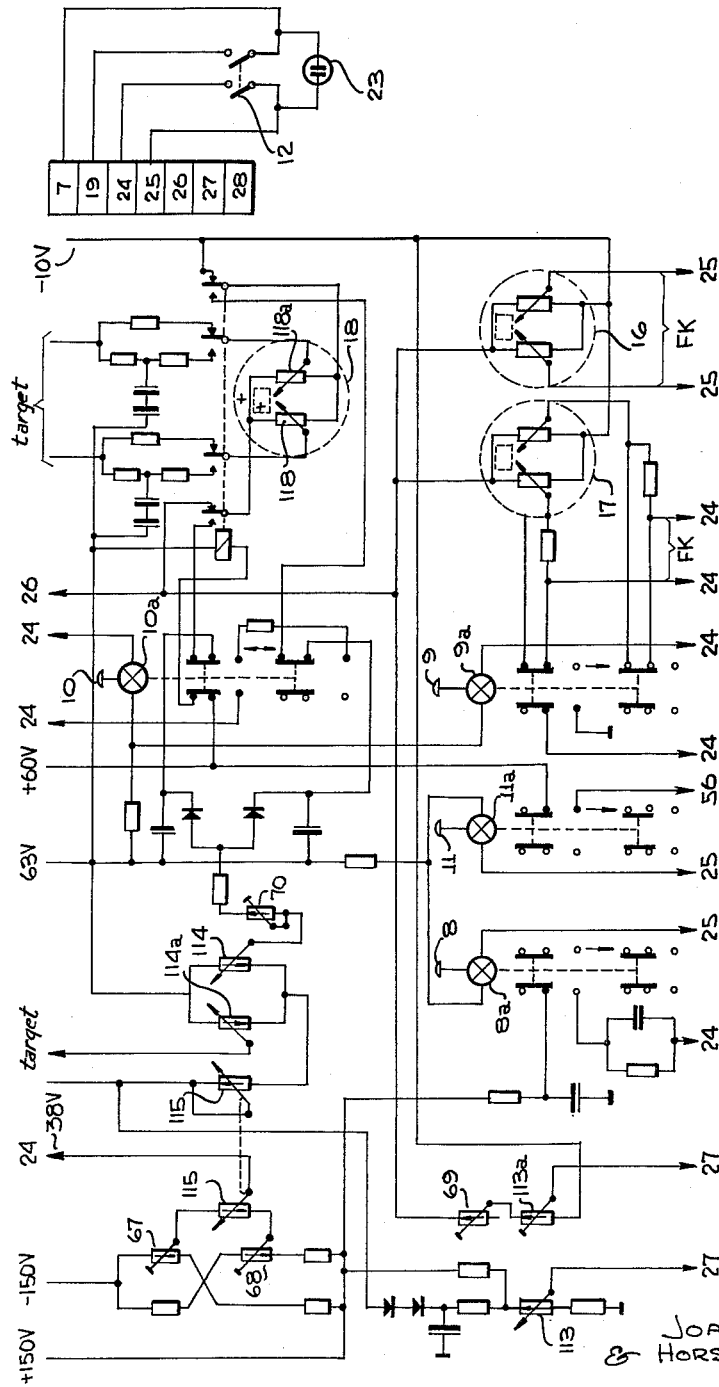 +150V -150V 24 ~38V target 63V +60V 24 10 24 26 target -10V
10a
7 19 24 25 26 27 28
12 23
67 115 115 114a 114 70
68
118 118a 18
+ +
69 113a 113
8 8a 11 11a 9 9a 17 16
27 27 24 25 25 56 24 24 24 24 25 25
FK FK
JOP
& HORS